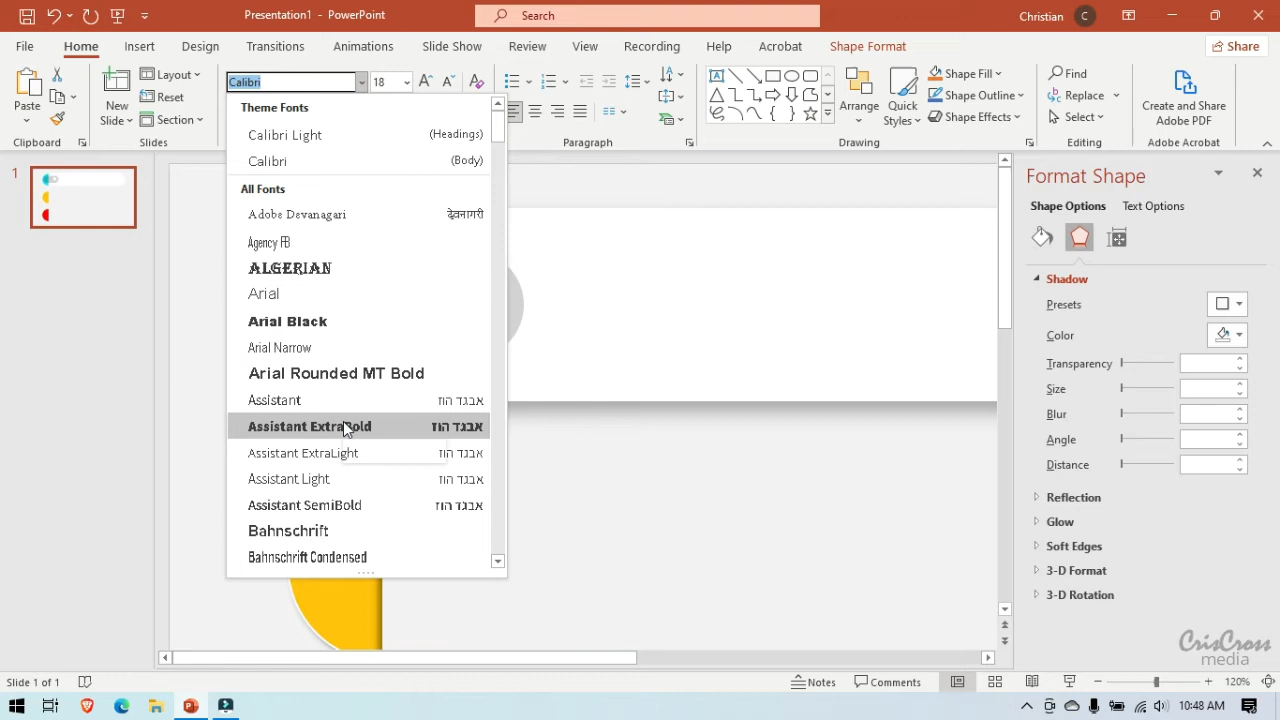 Presentation1 - PowerPoint
Search
Christian
C
File
Home
Insert
Design
Transitions
Animations
Slide Show
Review
View
Recording
Help
Acrobat
Shape Format
Share
Paste
New
Slide
Layout
Reset
Section
Calibri
18
Arrange
Quick
Styles
Shape Fill
Shape Outline
Shape Effects
Find
Replace
Select
Create and Share
Adobe PDF
Clipboard
Slides
Paragraph
Drawing
Editing
Adobe Acrobat
Theme Fonts
Calibri Light (Headings)
Calibri (Body)
All Fonts
Adobe Devanagari देवनागरी
Agency FB
ALGERIAN
Arial
Arial Black
Arial Narrow
Arial Rounded MT Bold
Assistant אבגד הוז
Assistant ExtraBold אבגד הוז
Assistant ExtraLight אבגד הוז
Assistant Light אבגד הוז
Assistant SemiBold אבגד הוז
Bahnschrift
Bahnschrift Condensed
1
Format Shape
Shape Options
Text Options
Shadow
Presets
Color
Transparency
Size
Blur
Angle
Distance
Reflection
Glow
Soft Edges
3-D Format
3-D Rotation
CrisCross
media
Slide 1 of 1
Notes
Comments
120%
10:48 AM